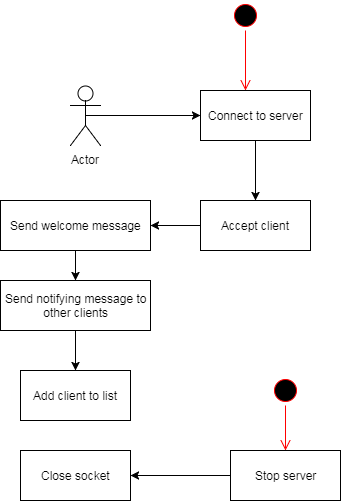 Connect to server
Actor
Send welcome message
Accept client
Send notifying message to
other clients
Add client to list
Close socket
Stop server